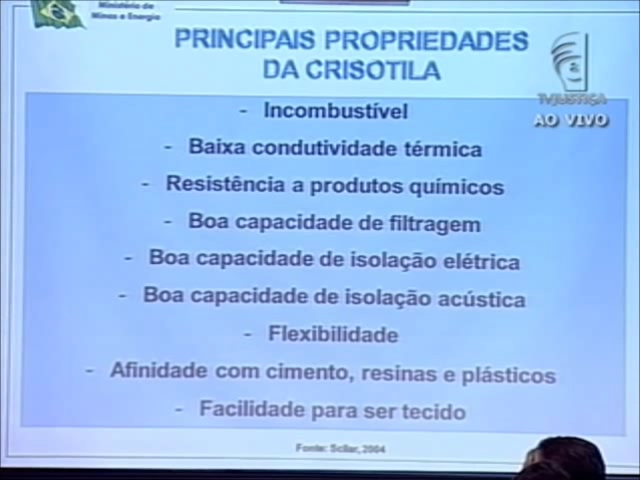 Ministério de
Minas e Energia
PRINCIPAIS PROPRIEDADES
DA CRISOTILA
TV JUSTIÇA
AO VIVO
- Incombustível
- Baixa condutividade térmica
- Resistência a produtos químicos
- Boa capacidade de filtragem
- Boa capacidade de isolação elétrica
- Boa capacidade de isolação acústica
- Flexibilidade
- Afinidade com cimento, resinas e plásticos
- Facilidade para ser tecido
Fonte: Scliar, 2004